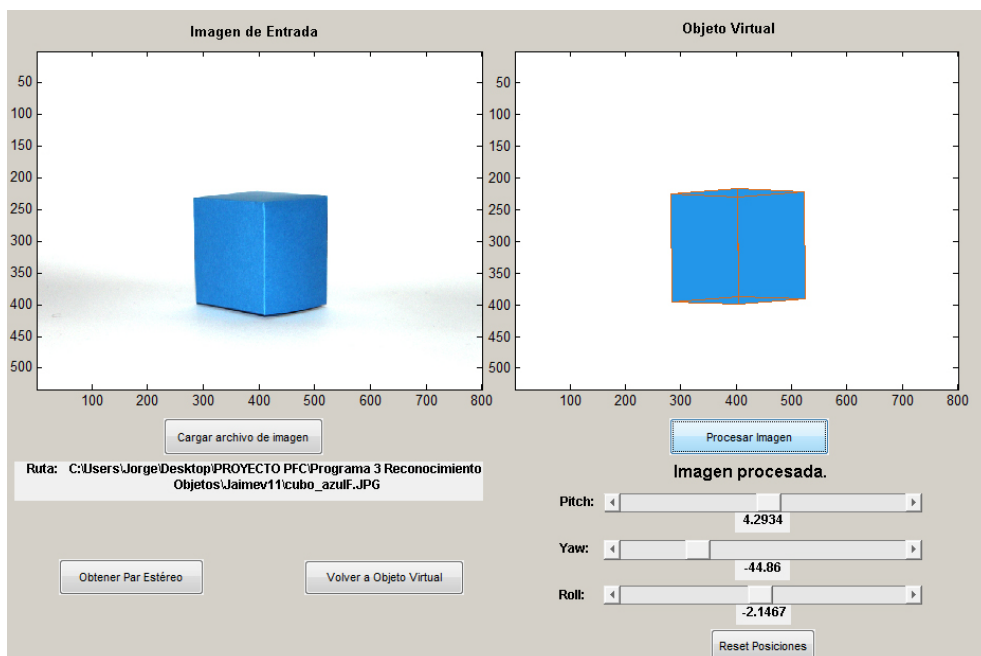 Imagen de Entrada
Objeto Virtual
50
100
150
200
250
300
350
400
450
500
100 200 300 400 500 600 700 800
50
100
150
200
250
300
350
400
450
500
100 200 300 400 500 600 700 800
Cargar archivo de imagen
Procesar Imagen
Ruta: C:\Users\Jorge\Desktop\PROYECTO PFC\Programa 3 Reconocimiento
Objetos\Jaimev11\cubo_azulF.JPG
Imagen procesada.
Pitch:
4.2934
Yaw:
-44.86
Roll:
-2.1467
Obtener Par Estéreo
Volver a Objeto Virtual
Reset Posiciones